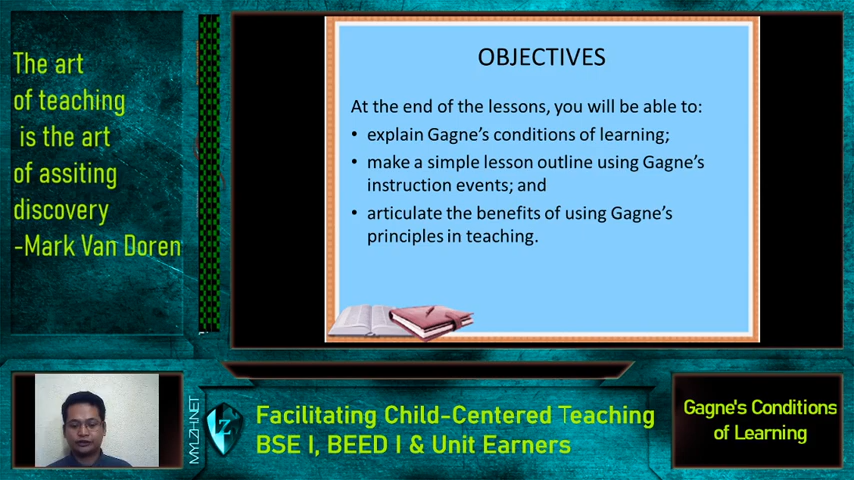 The art
of teaching
is the art
of assiting
discovery
-Mark Van Doren
OBJECTIVES
At the end of the lessons, you will be able to:
• explain Gagne's conditions of learning;
• make a simple lesson outline using Gagne's
instruction events; and
• articulate the benefits of using Gagne's
principles in teaching.
MYLZH.NET
Z
Facilitating Child-Centered Teaching
BSE I, BEED I & Unit Earners
Gagne's Conditions
of Learning